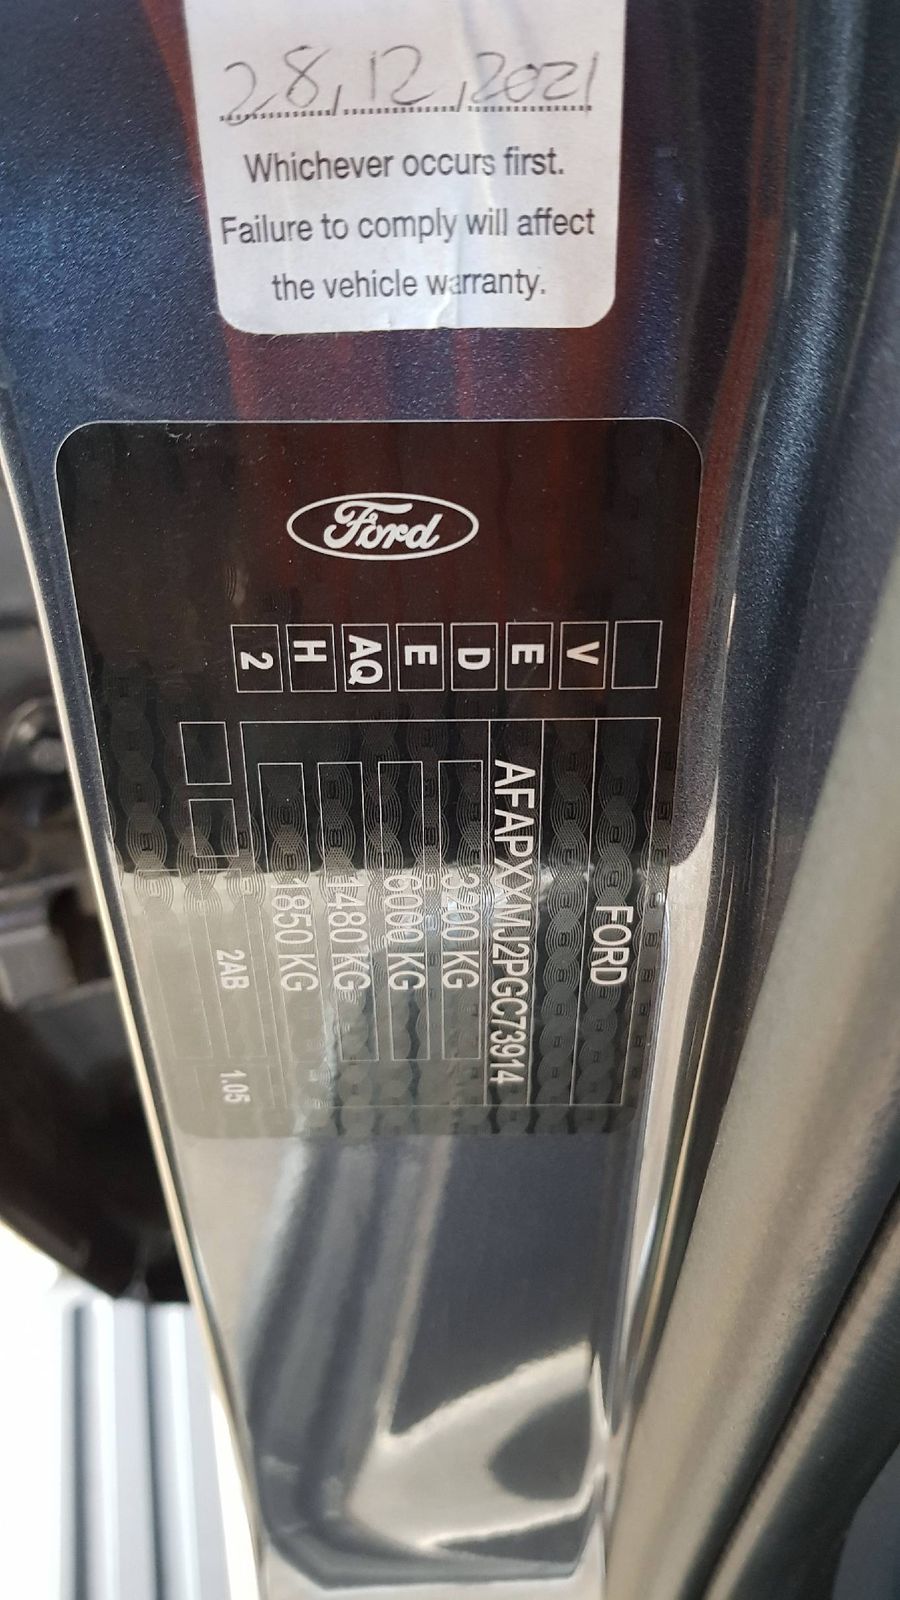 28,12,2021
Whichever occurs first.
Failure to comply will affect
the vehicle warranty.
Ford
V E D E AQ H 2
FORD
AFAPXXMJ2PGC73914
3200 KG
6000 KG
1480 KG
1850 KG
2AB 1.05